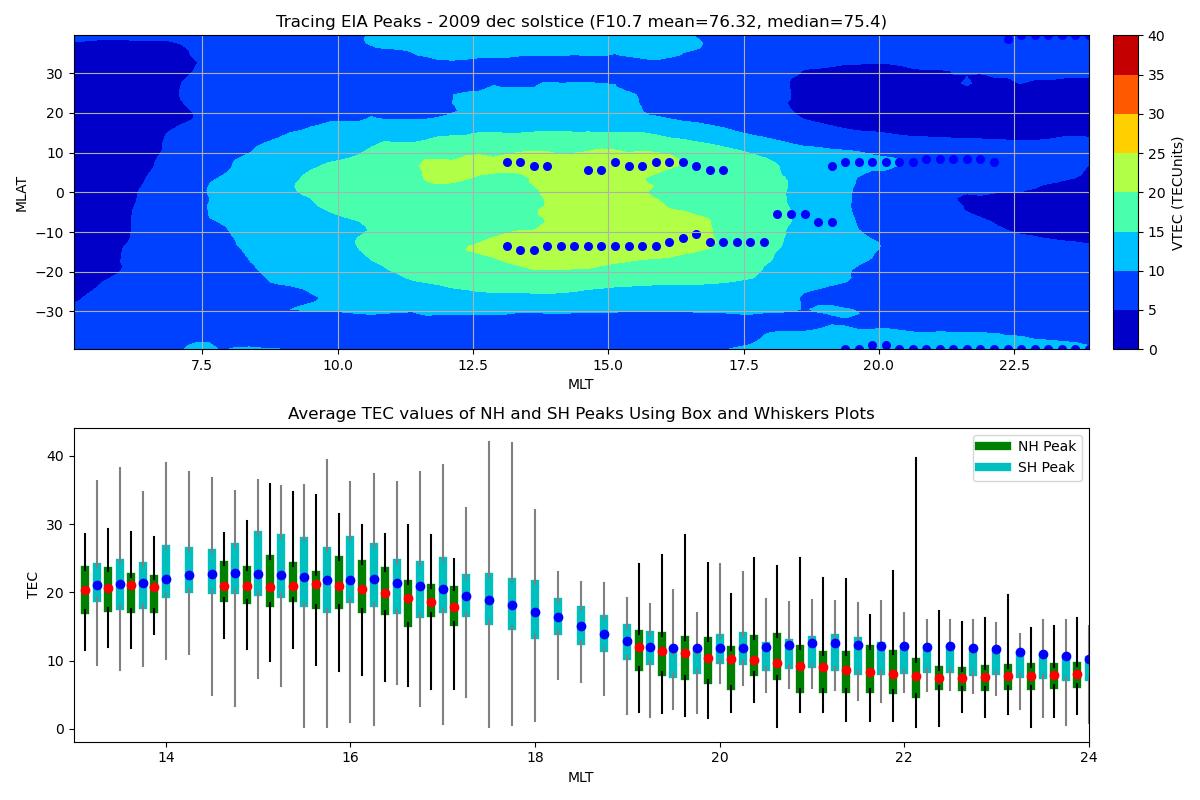 Tracing EIA Peaks - 2009 dec solstice (F10.7 mean=76.32, median=75.4)
MLAT
30
20
10
0
−10
−20
−30
7.5 10.0 12.5 15.0 17.5 20.0 22.5
MLT
40
35
30
25
20
15
10
5
0
VTEC (TECUnits)
Average TEC values of NH and SH Peaks Using Box and Whiskers Plots
NH Peak
SH Peak
TEC
40
30
20
10
0
14 16 18 20 22 24
MLT